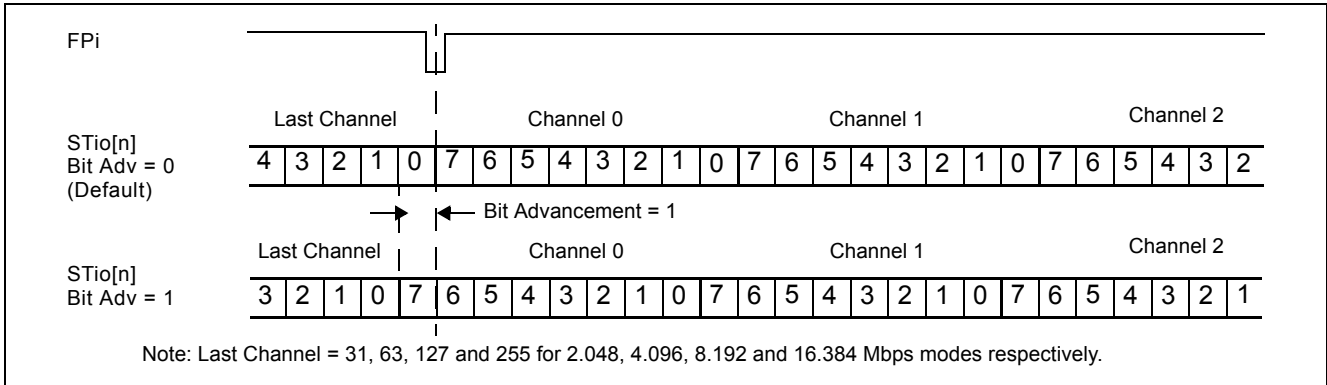 FPi
Last Channel Channel 0 Channel 1 Channel 2
STio[n]
Bit Adv = 0
(Default)
4 3 2 1 0 7 6 5 4 3 2 1 0 7 6 5 4 3 2 1 0 7 6 5 4 3 2
Bit Advancement = 1
Last Channel Channel 0 Channel 1 Channel 2
STio[n]
Bit Adv = 1
3 2 1 0 7 6 5 4 3 2 1 0 7 6 5 4 3 2 1 0 7 6 5 4 3 2 1
Note: Last Channel = 31, 63, 127 and 255 for 2.048, 4.096, 8.192 and 16.384 Mbps modes respectively.